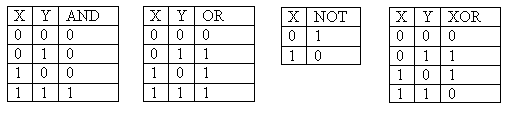 X Y AND
0 0 0
0 1 0
1 0 0
1 1 1
X Y OR
0 0 0
0 1 1
1 0 1
1 1 1
X NOT
0 1
1 0
X Y XOR
0 0 0
0 1 1
1 0 1
1 1 0